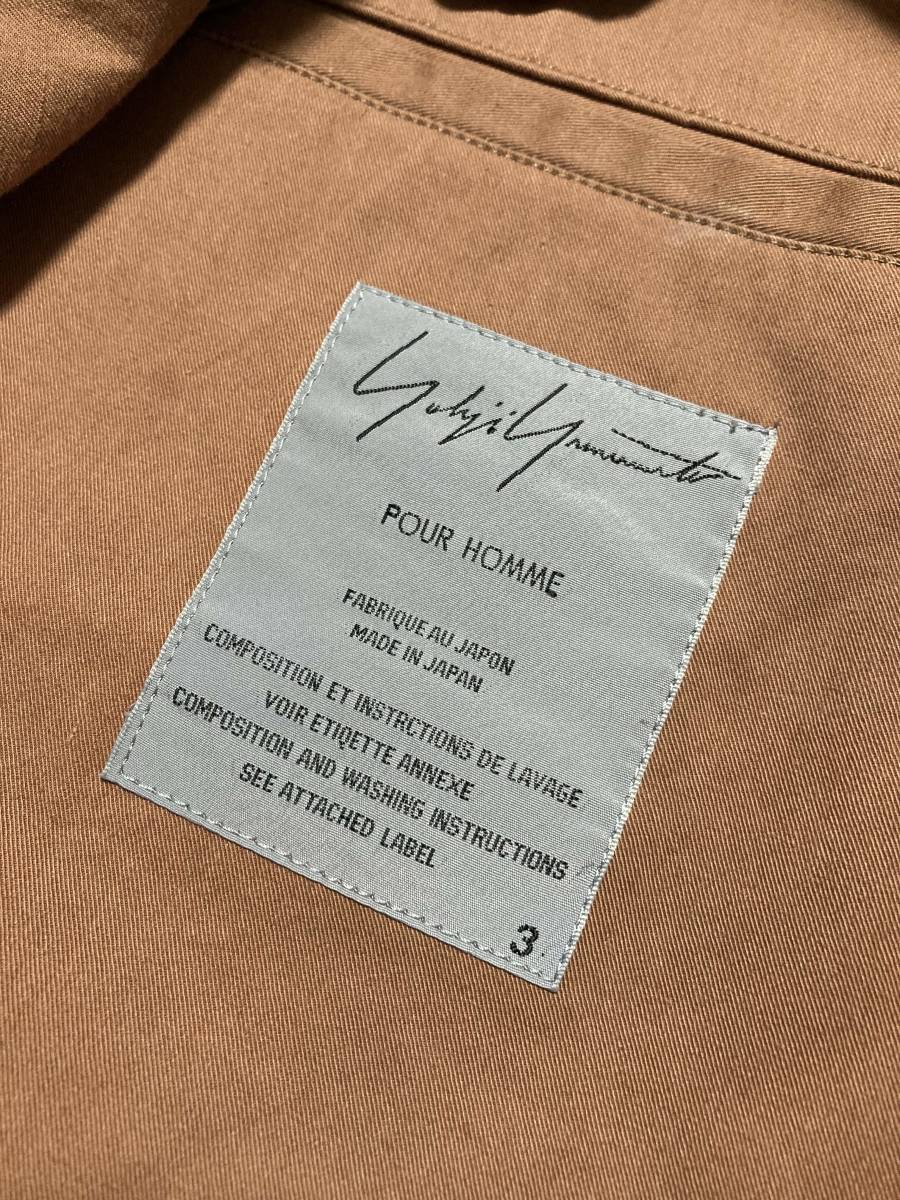 Yohji Yamamoto
POUR HOMME
FABRIQUE AU JAPON
MADE IN JAPAN
COMPOSITION ET INSTRCTIONS DE LAVAGE
VOIR ETIQETTE ANNEXE
COMPOSITION AND WASHING INSTRUCTIONS
SEE ATTACHED LABEL
3